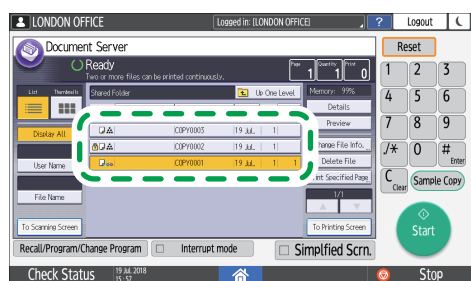 LONDON OFFICE
Logged in: [LONDON OFFICE]
?
Logout
Document Server
Reset
Ready
Two or more files can be printed continuously.
Page 1
Quantity 1
Print 0
List
Thumbnails
Shared Folder
Up One Level
Memory: 99%
Details
Preview
Display All
COPY0003 19 Jul. 1
COPY0002 19 Jul. 1
COPY0001 19 Jul. 1 1
File Info.
User Name
Delete File
Specified Page
File Name
1/1
To Scanning Screen
To Printing Screen
1 2 3
4 5 6
7 8 9
./* 0 #
Enter
C
Clear
Sample Copy
Start
Recall/Program/Change Program
Interrupt mode
Simplfied Scrn.
Check Status
19 Jul. 2018
15:57
Stop